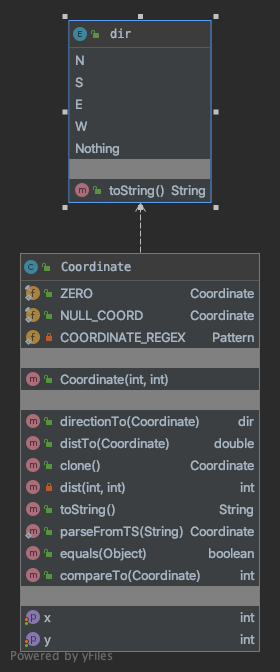 dir
N
S
E
W
Nothing
toString() String
Coordinate
ZERO Coordinate
NULL_COORD Coordinate
COORDINATE_REGEX Pattern
Coordinate(int, int)
directionTo(Coordinate) dir
distTo(Coordinate) double
clone() Coordinate
dist(int, int) int
toString() String
parseFromTS(String) Coordinate
equals(Object) boolean
compareTo(Coordinate) int
x int
y int
Powered by yFiles